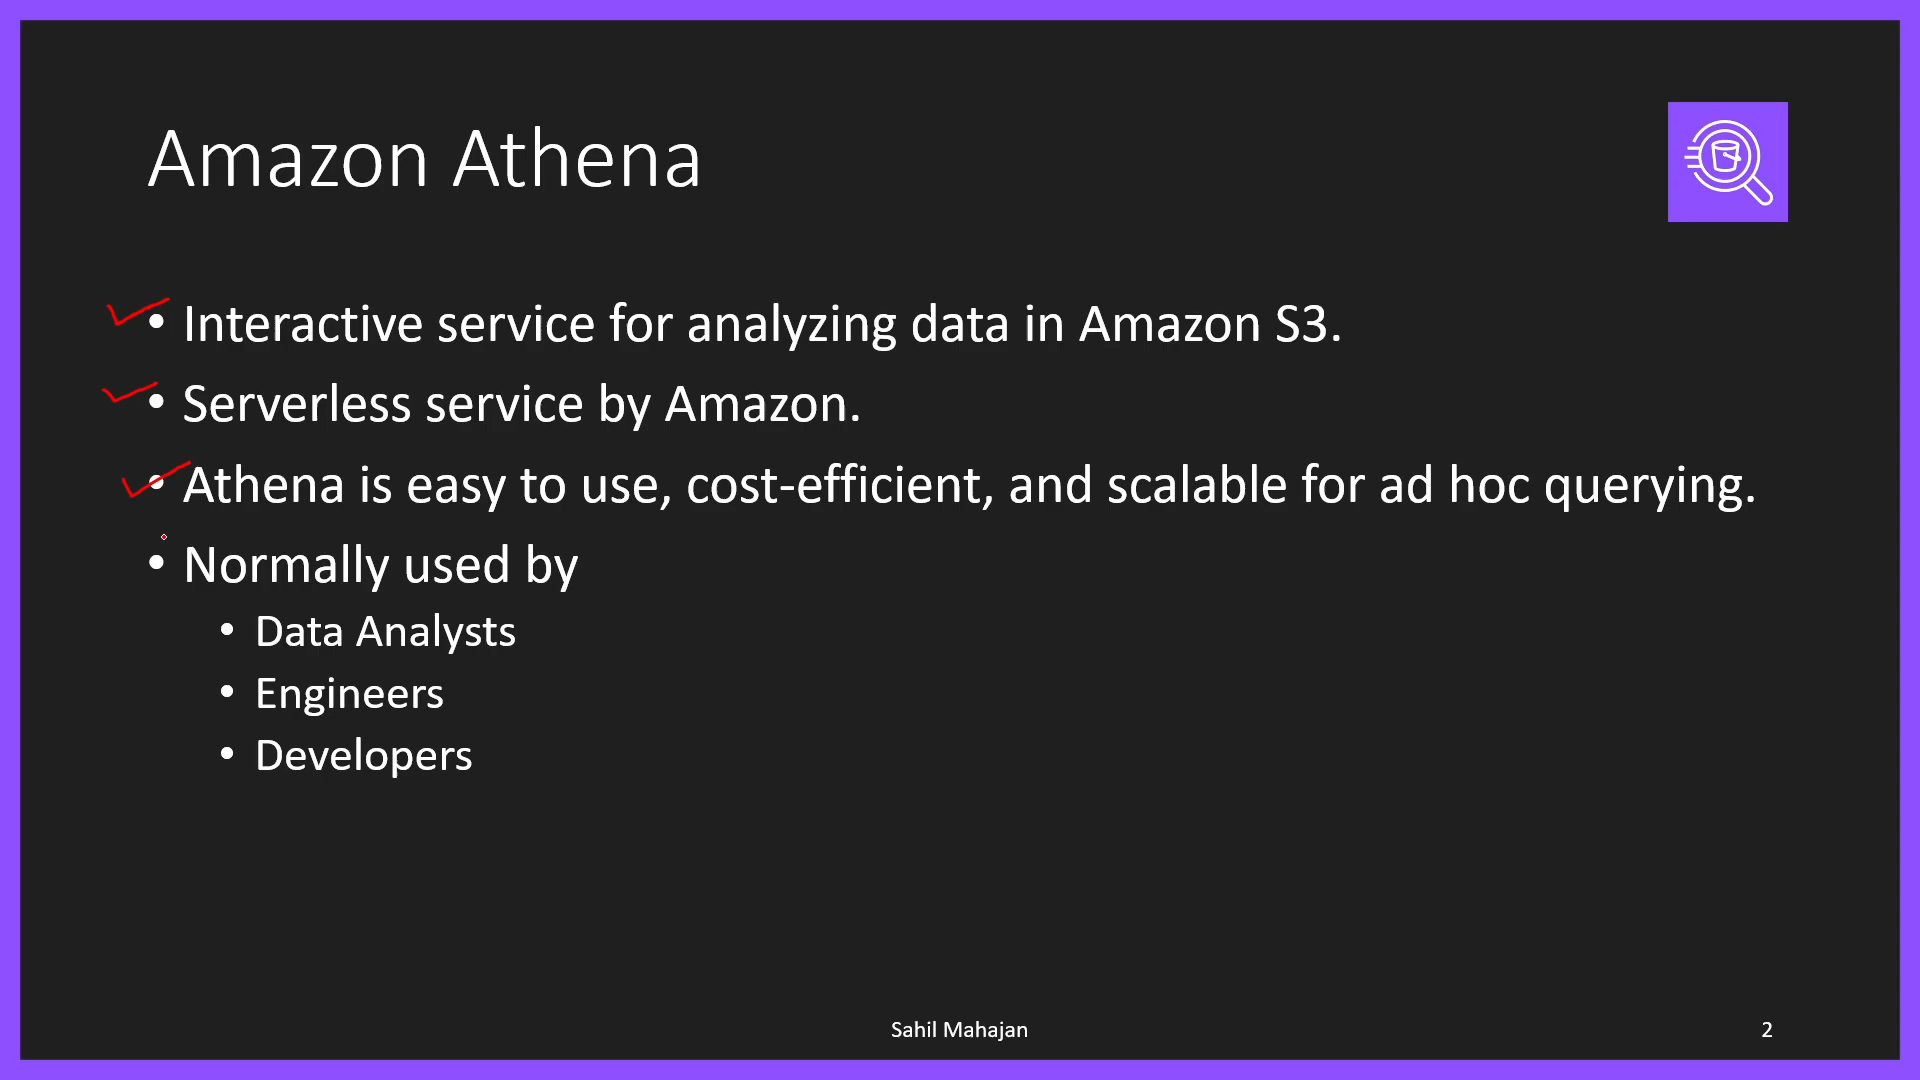 Amazon Athena
• Interactive service for analyzing data in Amazon S3.
• Serverless service by Amazon.
• Athena is easy to use, cost-efficient, and scalable for ad hoc querying.
• Normally used by
• Data Analysts
• Engineers
• Developers
Sahil Mahajan
2